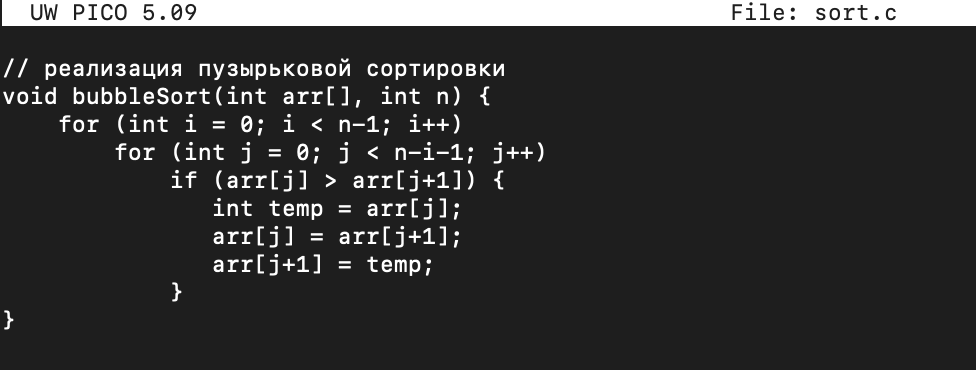 UW PICO 5.09 File: sort.c
// реализация пузырьковой сортировки
void bubbleSort(int arr[], int n) {
    for (int i = 0; i < n-1; i++)
        for (int j = 0; j < n-i-1; j++)
            if (arr[j] > arr[j+1]) {
               int temp = arr[j];
               arr[j] = arr[j+1];
               arr[j+1] = temp;
            }
}